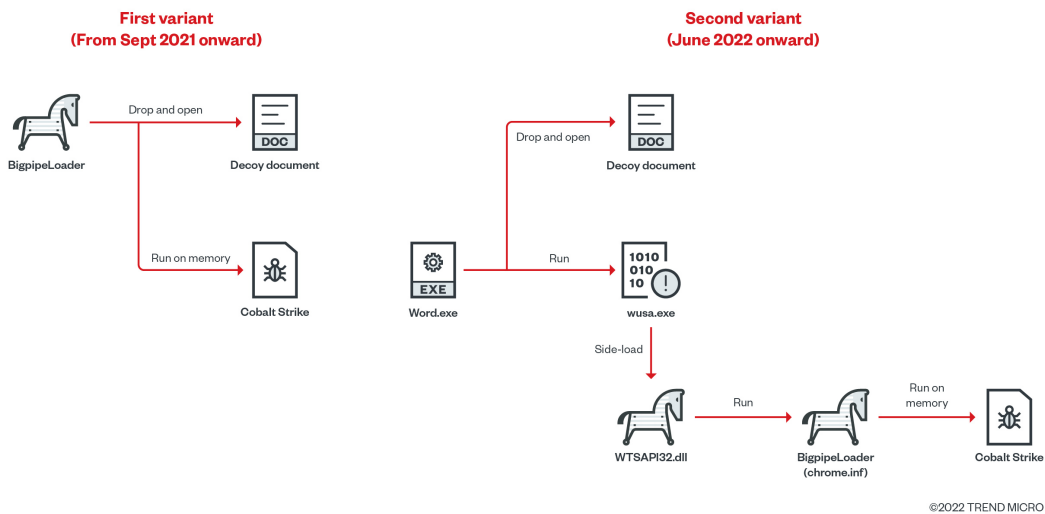 First variant
(From Sept 2021 onward)
Second variant
(June 2022 onward)
Drop and open
DOC
BigpipeLoader
Decoy document
Drop and open
DOC
Decoy document
Run on memory
Cobalt Strike
EXE
Word.exe
Run
1010
010
10
!
wusa.exe
Side-load
WTSAPI32.dll
Run
BigpipeLoader
(chrome.inf)
Run on
memory
Cobalt Strike
©2022 TREND MICRO